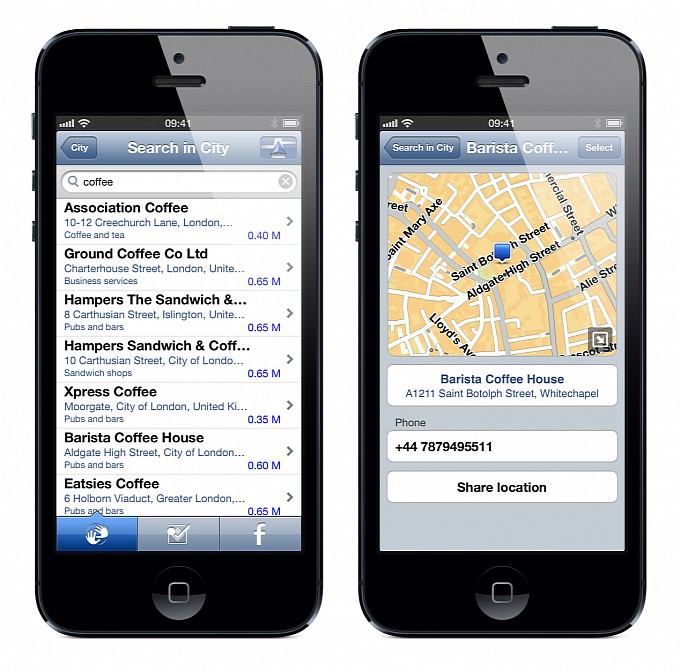 09:41
City
Search in City
coffee
Association Coffee
10-12 Creechurch Lane, London,...
Coffee and tea
0.40 M
Ground Coffee Co Ltd
Charterhouse Street, London, Unite...
Business services
0.65 M
Hampers The Sandwich &...
8 Carthusian Street, Islington, Unite...
Pubs and bars
0.65 M
Hampers Sandwich & Coff...
10 Carthusian Street, City of Londo...
Sandwich shops
0.65 M
Xpress Coffee
Moorgate, City of London, United Ki...
Pubs and bars
0.35 M
Barista Coffee House
Aldgate High Street, City of London...
Pubs and bars
0.60 M
Eatsies Coffee
6 Holborn Viaduct, Greater London,...
Pubs and bars
0.65 M
f
09:41
Search in City
Barista Coff...
Select
reet
Saint Mary Axe
ercial Street
W
Saint Botolph Street
Aldgate High Street
Alie Stre
Lloyd's Av
scot St
Barista Coffee House
A1211 Saint Botolph Street, Whitechapel
Phone
+44 7879495511
Share location